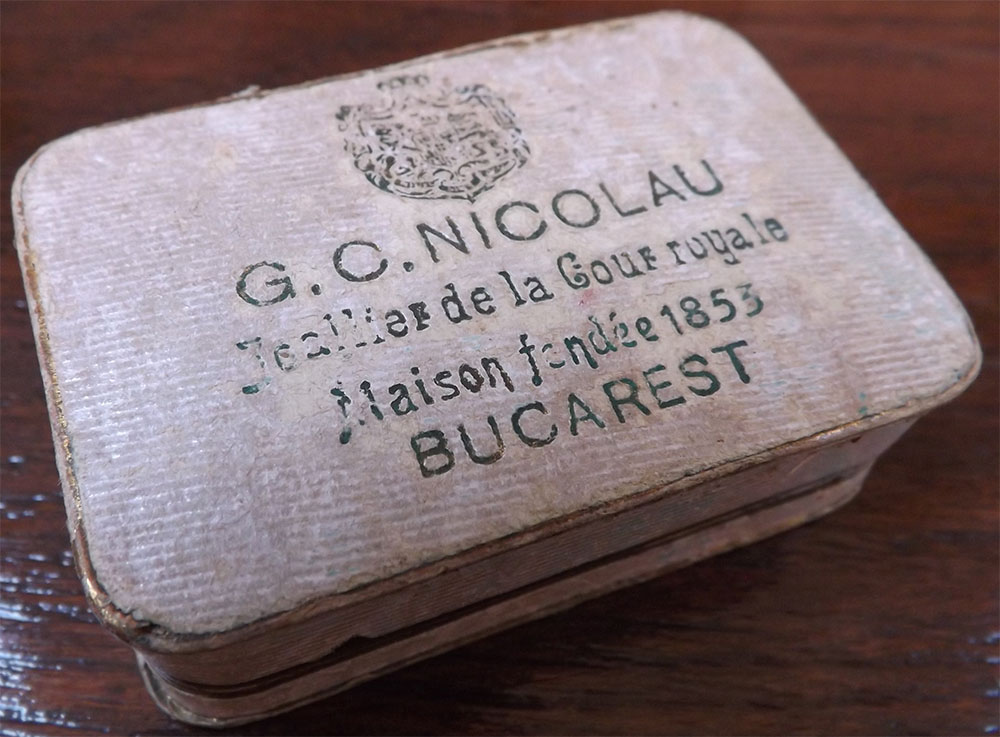 G. C. NICOLAU
Joaillier de la Cour royale
Maison fondée 1853
BUCAREST